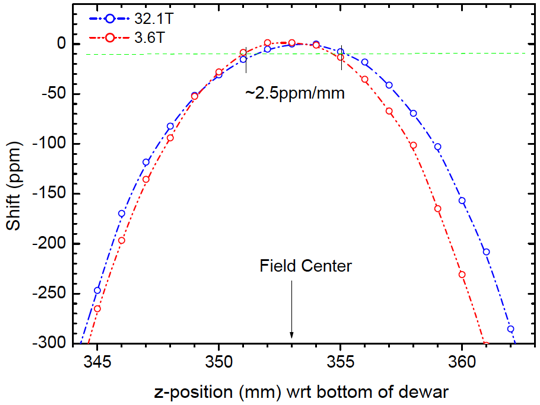 32.1T
3.6T
0
-50
-100
-150
-200
-250
-300
Shift (ppm)
~2.5ppm/mm
Field Center
345
350
355
360
z-position (mm) wrt bottom of dewar